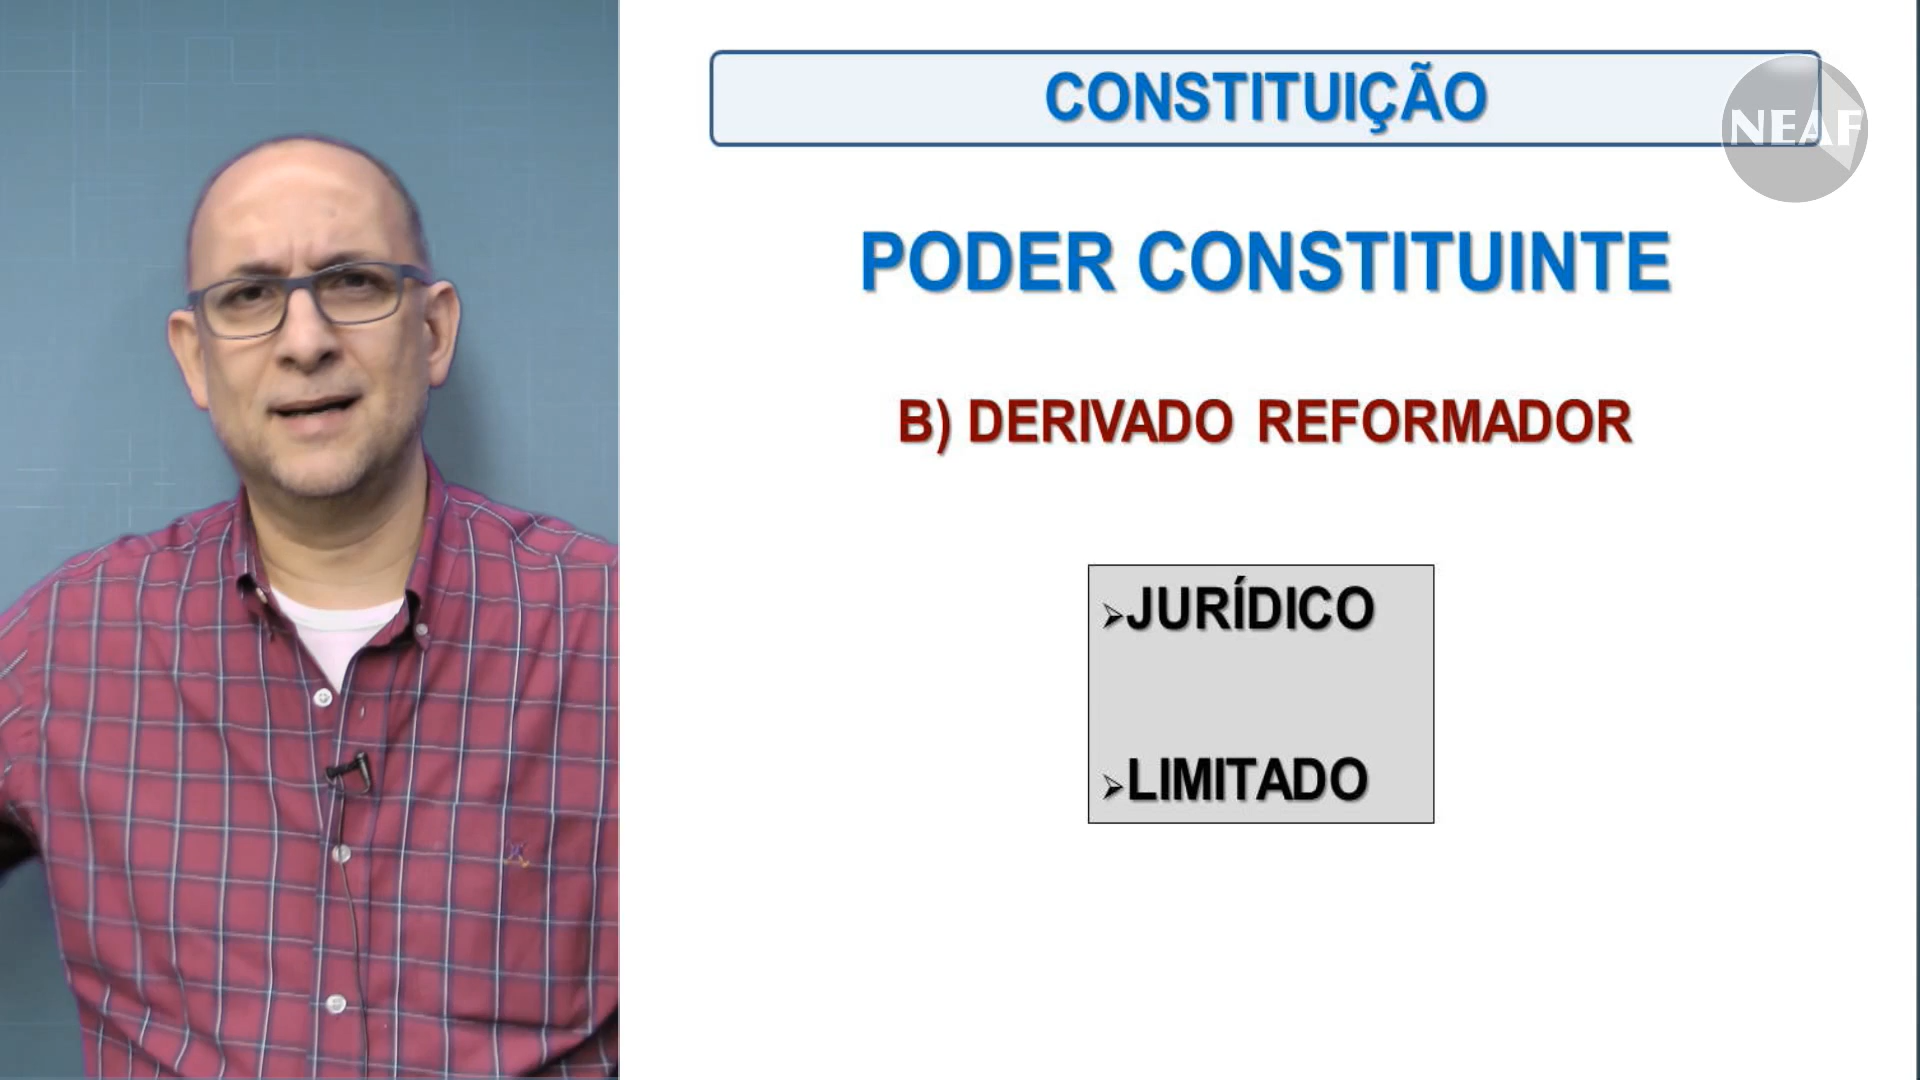 CONSTITUIÇÃO
NEAF
PODER CONSTITUINTE
B) DERIVADO REFORMADOR
➢JURÍDICO
➢LIMITADO